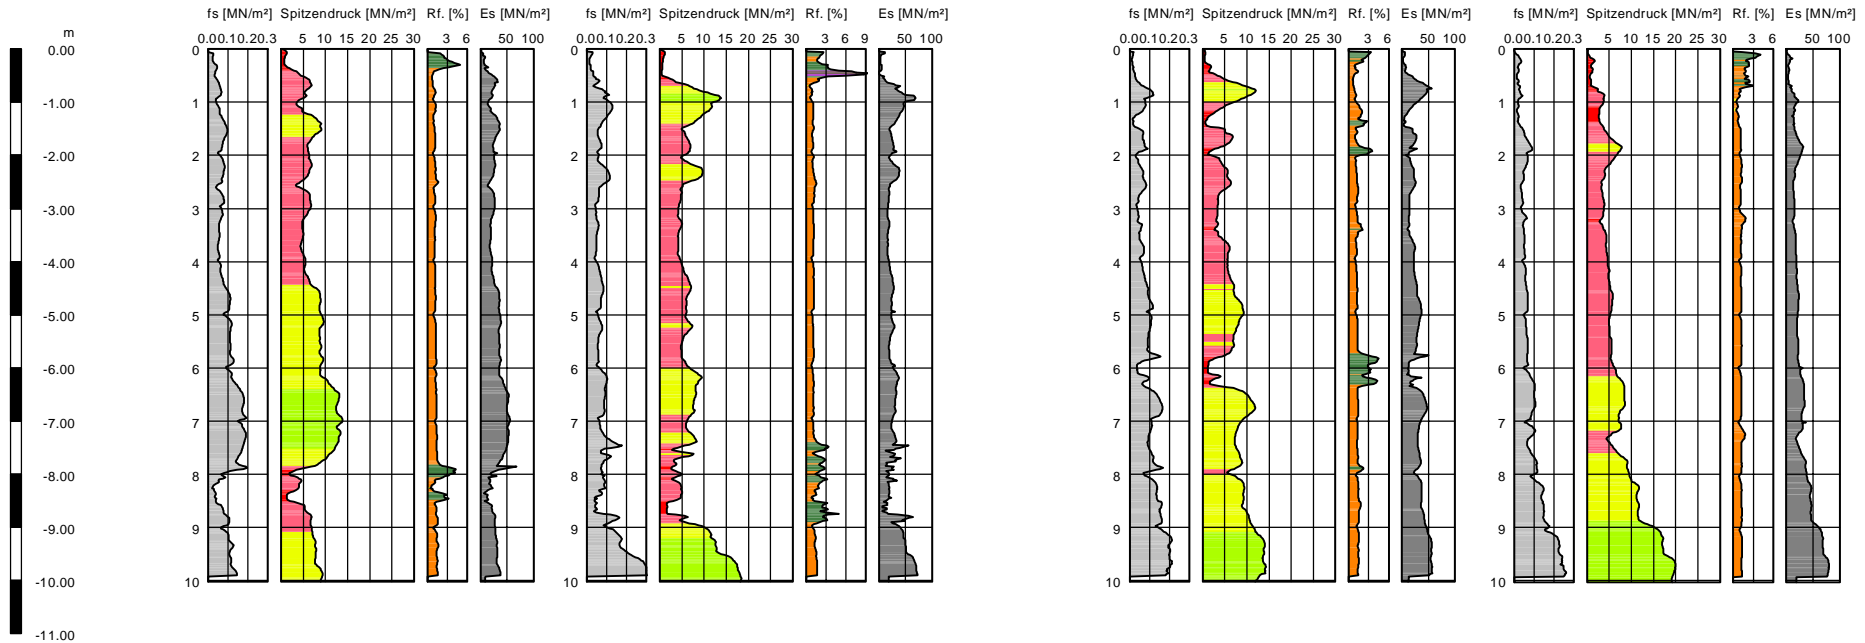 fs [MN/m²] Spitzendruck [MN/m²] Rf. [%] Es [MN/m²] fs [MN/m²] Spitzendruck [MN/m²] Rf. [%] Es [MN/m²] fs [MN/m²] Spitzendruck [MN/m²] Rf. [%] Es [MN/m²] fs [MN/m²] Spitzendruck [MN/m²] Rf. [%] Es [MN/m²]
m 0.00.10.20.3 5 10 15 20 25 30 3 6 50 100 0.00.10.20.3 5 10 15 20 25 30 3 6 9 50 100 0.00.10.20.3 5 10 15 20 25 30 3 6 50 100 0.00.10.20.3 5 10 15 20 25 30 3 6 50 100
0.00 0 0 0 0
-1.00 1 1 1 1
-2.00 2 2 2 2
-3.00 3 3 3 3
-4.00 4 4 4 4
-5.00 5 5 5 5
-6.00 6 6 6 6
-7.00 7 7 7 7
-8.00 8 8 8 8
-9.00 9 9 9 9
-10.00 10 10 10 10
-11.00